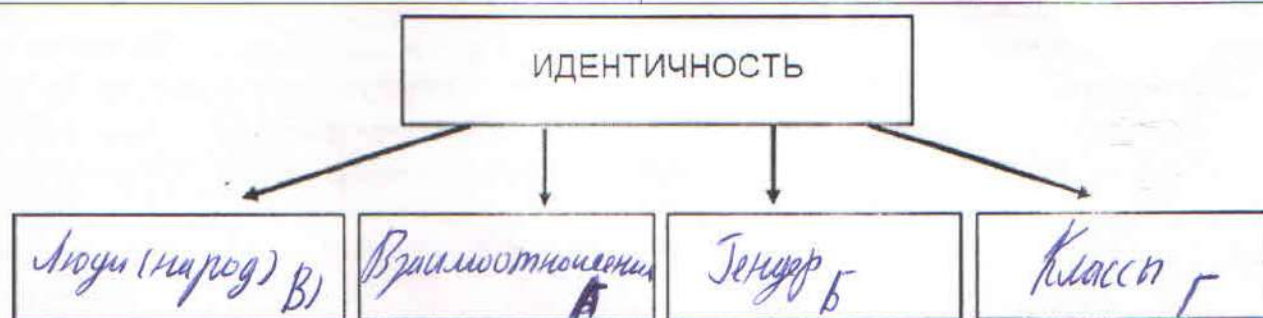 ИДЕНТИЧНОСТЬ
Люди (народ) В)
Взаимоотношения А
Гендер Б
Классы Г